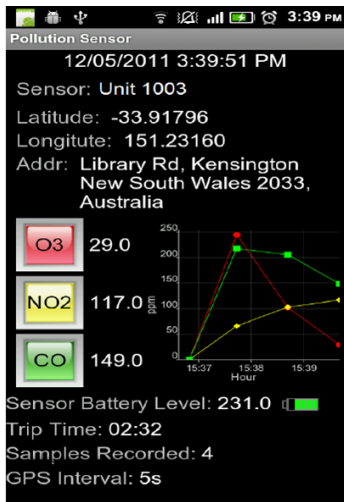 3:39 PM
Pollution Sensor
12/05/2011 3:39:51 PM
Sensor: Unit 1003
Latitude: -33.91796
Longitute: 151.23160
Addr: Library Rd, Kensington
New South Wales 2033,
Australia
O3 29.0
NO2 117.0
CO 149.0
250
200
150
100
50
0
ppm
15:37 15:38 15:39
Hour
Sensor Battery Level: 231.0
Trip Time: 02:32
Samples Recorded: 4
GPS Interval: 5s